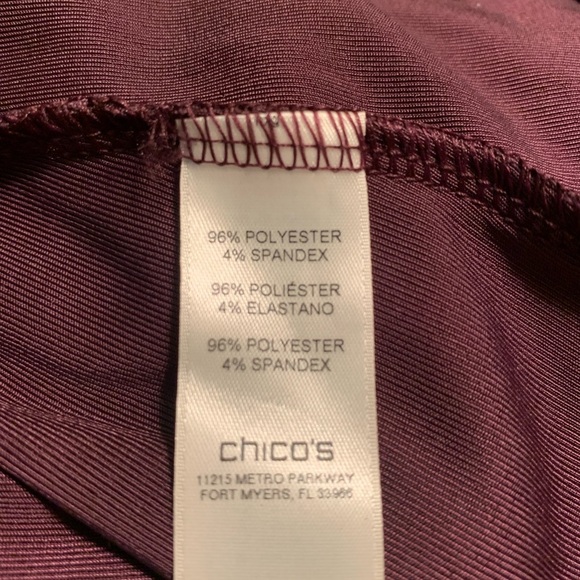 96% POLYESTER
4% SPANDEX
96% POLIÉSTER
4% ELASTANO
96% POLYESTER
4% SPANDEX
chico's
11215 METRO PARKWAY
FORT MYERS, FL 33966